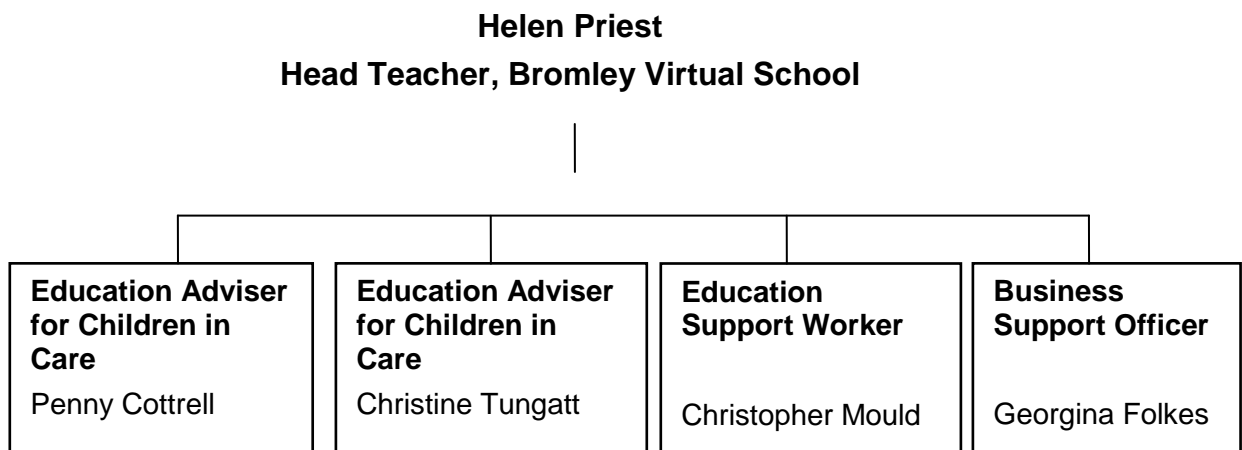 Helen Priest
Head Teacher, Bromley Virtual School
Education Adviser
for Children in
Care
Penny Cottrell
Education Adviser
for Children in
Care
Christine Tungatt
Education
Support Worker
Christopher Mould
Business
Support Officer
Georgina Folkes